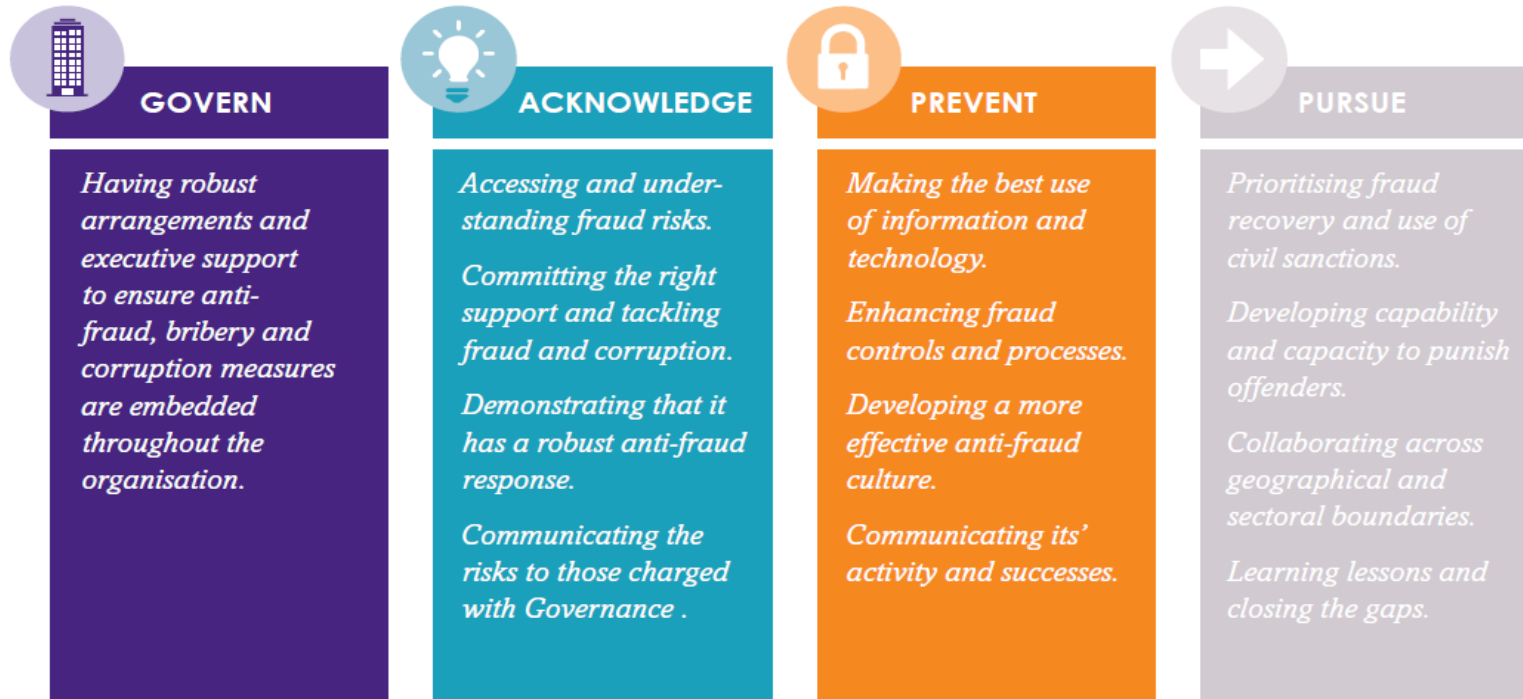 GOVERN
Having robust
arrangements and
executive support
to ensure anti-
fraud, bribery and
corruption measures
are embedded
throughout the
organisation.
ACKNOWLEDGE
Accessing and under-
standing fraud risks.
Committing the right
support and tackling
fraud and corruption.
Demonstrating that it
has a robust anti-fraud
response.
Communicating the
risks to those charged
with Governance .
PREVENT
Making the best use
of information and
technology.
Enhancing fraud
controls and processes.
Developing a more
effective anti-fraud
culture.
Communicating its’
activity and successes.
PURSUE
Prioritising fraud
recovery and use of
civil sanctions.
Developing capability
and capacity to punish
offenders.
Collaborating across
geographical and
sectoral boundaries.
Learning lessons and
closing the gaps.